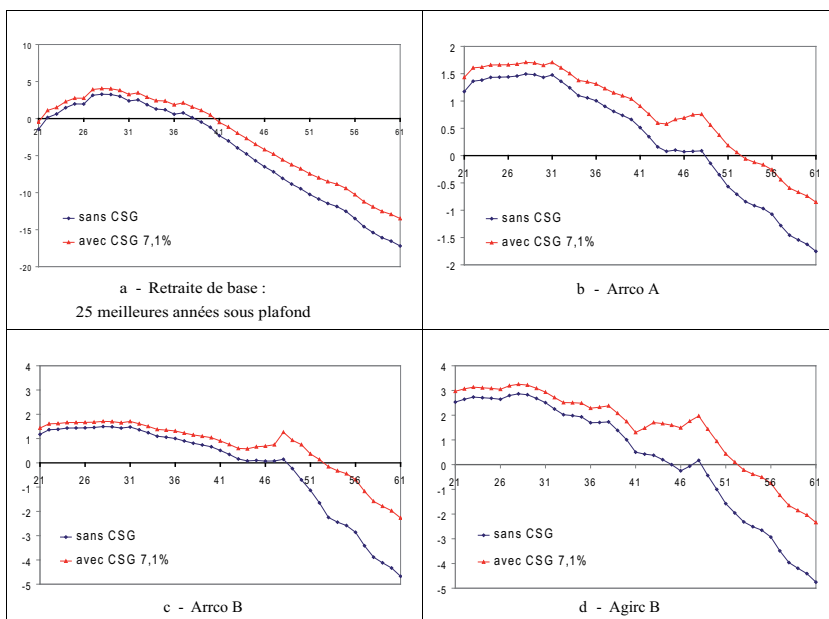 10
5
0
-5
-10
-15
-20
21 26 31 36 41 46 51 56 61
sans CSG
avec CSG 7,1%
a - Retraite de base :
25 meilleures années sous plafond
2
1.5
1
0.5
0
-0.5
-1
-1.5
-2
21 26 31 36 41 46 51 56 61
sans CSG
avec CSG 7,1%
b - Arrco A
4
3
2
1
0
-1
-2
-3
-4
-5
21 26 31 36 41 46 51 56 61
sans CSG
avec CSG 7,1%
c - Arrco B
4
3
2
1
0
-1
-2
-3
-4
-5
21 26 31 36 41 46 51 56 61
sans CSG
avec CSG 7,1%
d - Agirc B